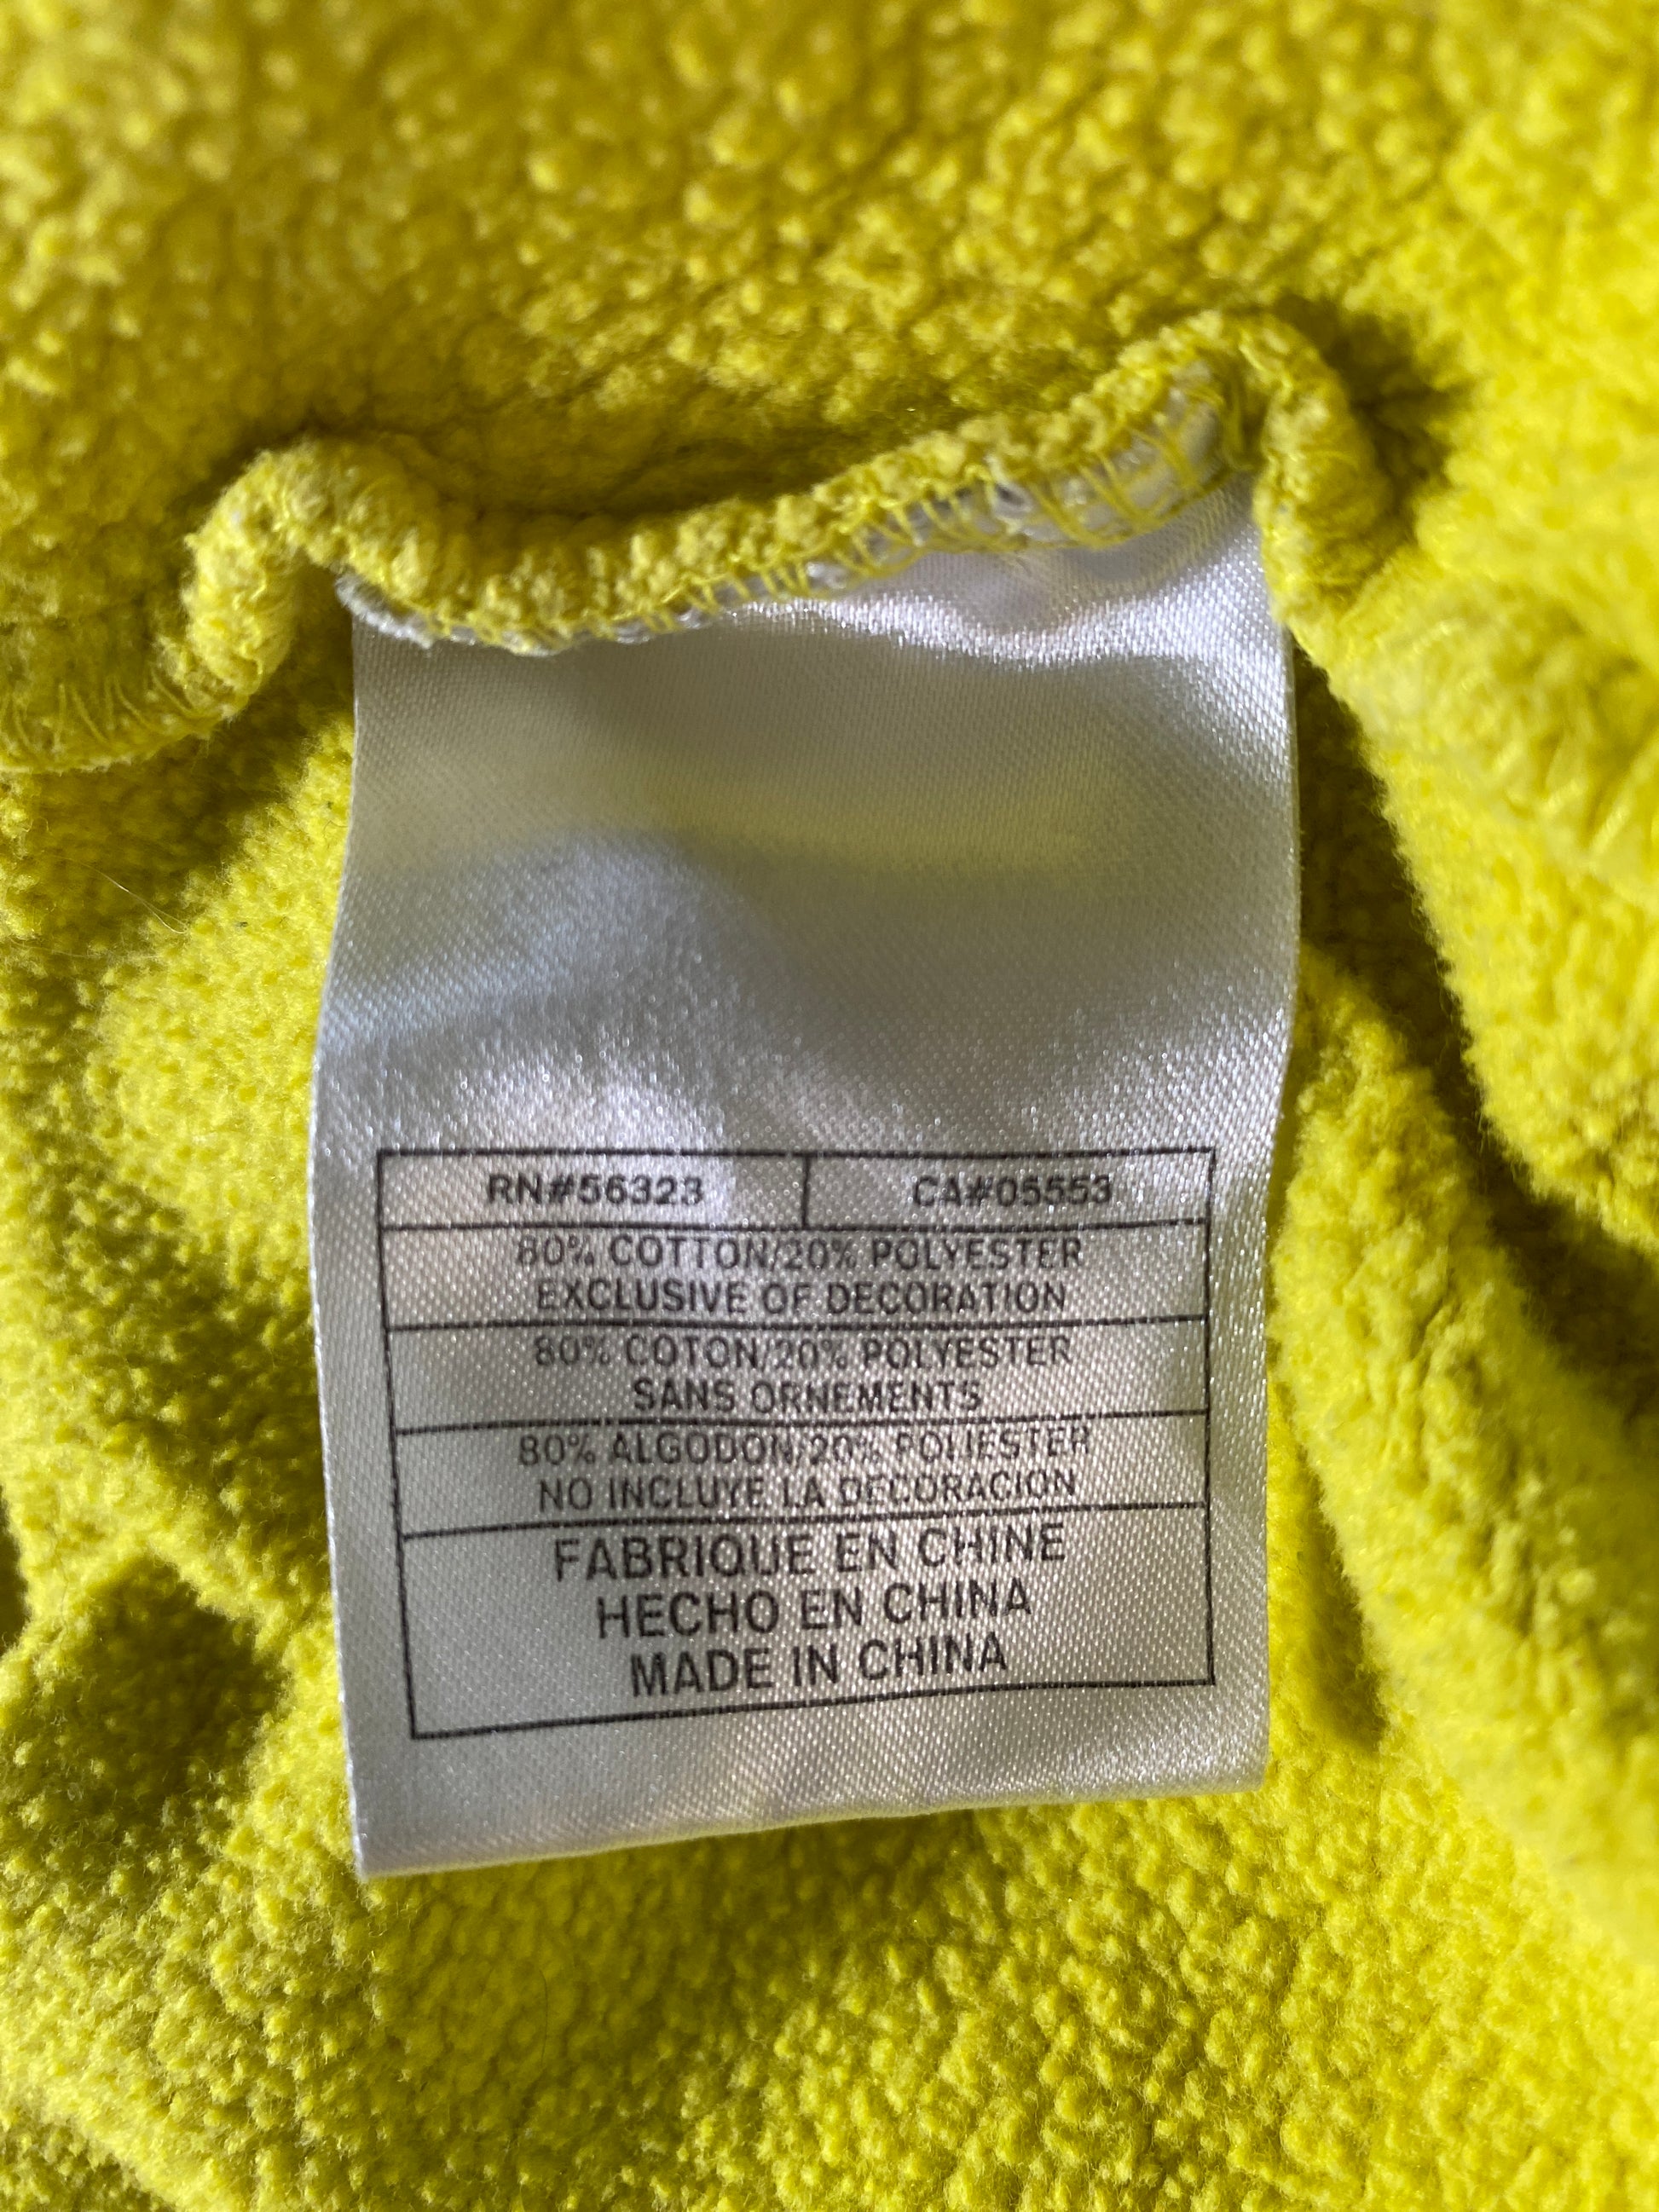 RN#56323 CA#05553
80% COTTON/20% POLYESTER
EXCLUSIVE OF DECORATION
80% COTON/20% POLYESTER
SANS ORNEMENTS
80% ALGODON/20% POLIESTER
NO INCLUYE LA DECORACION
FABRIQUE EN CHINE
HECHO EN CHINA
MADE IN CHINA